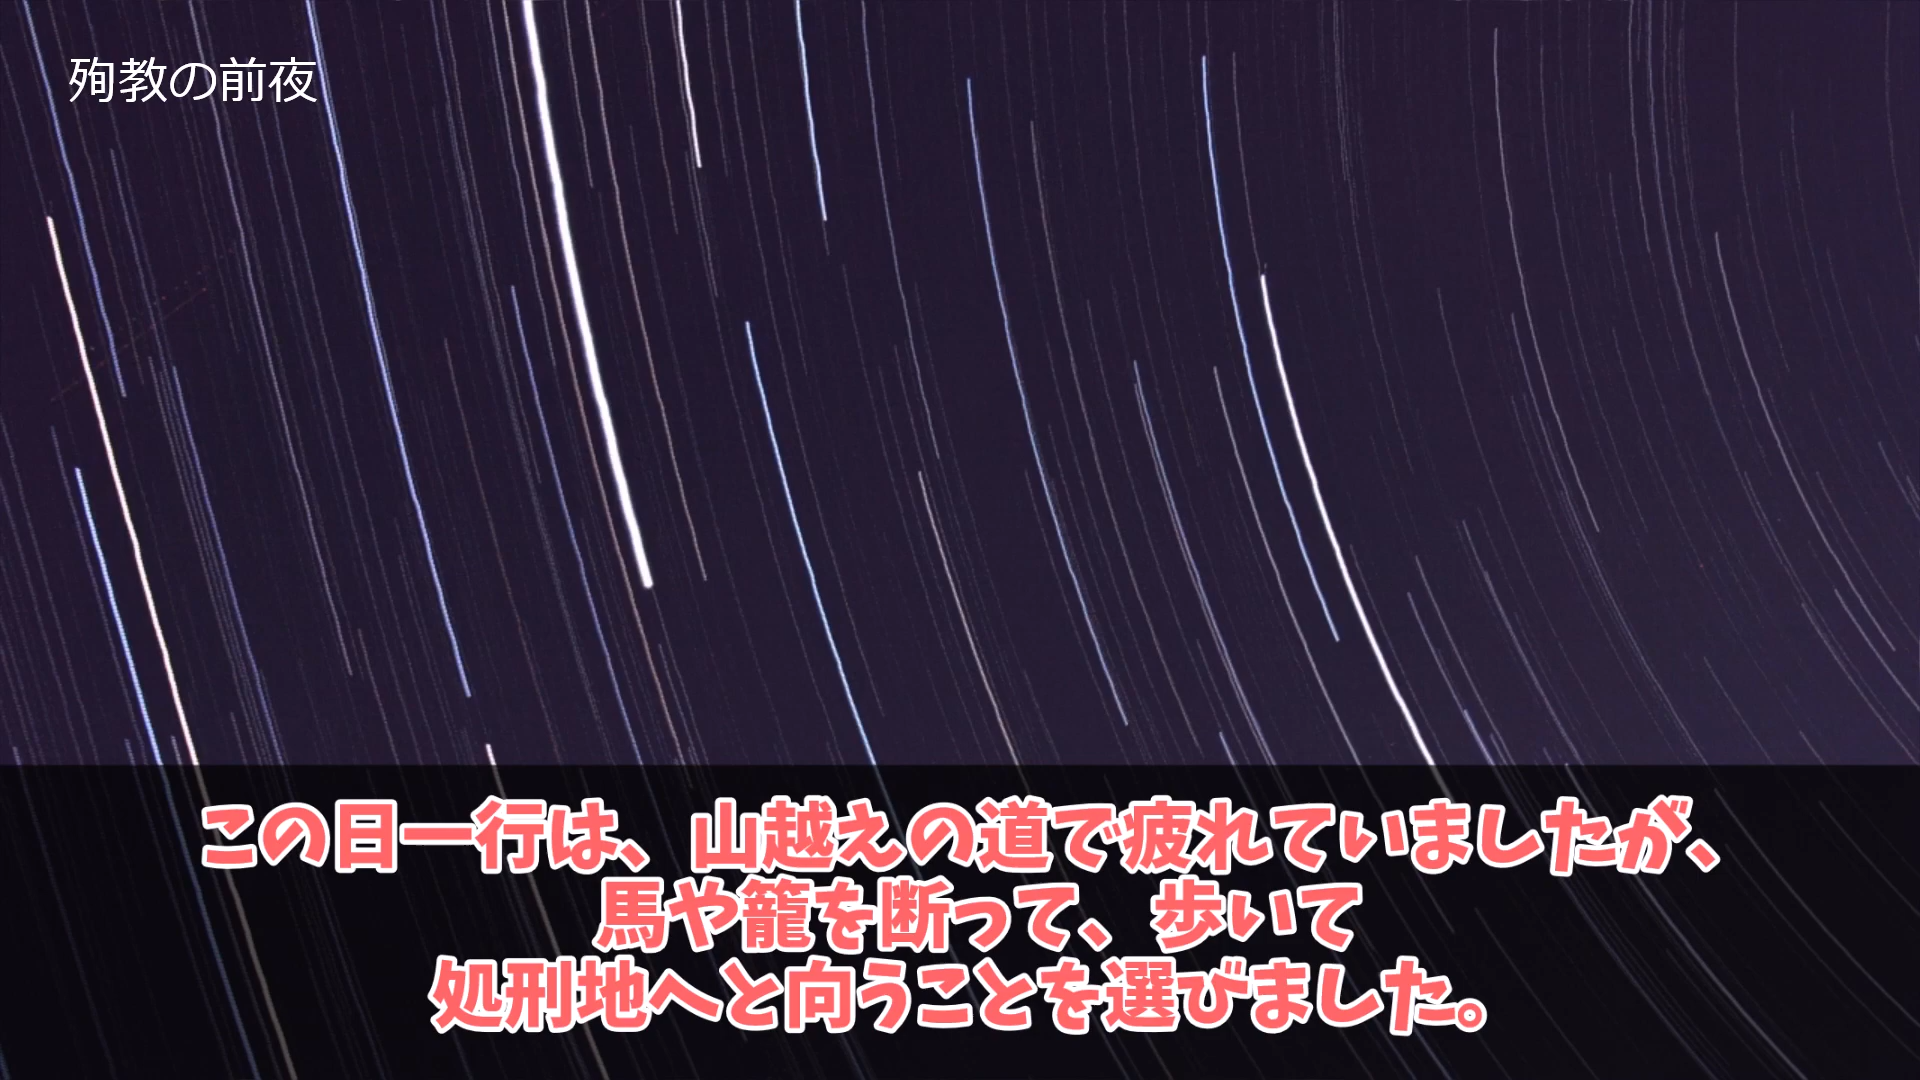 殉教の前夜
この日一行は、山越えの道で疲れていましたが、
馬や籠を断って、歩いて
処刑地へと向うことを選びました。